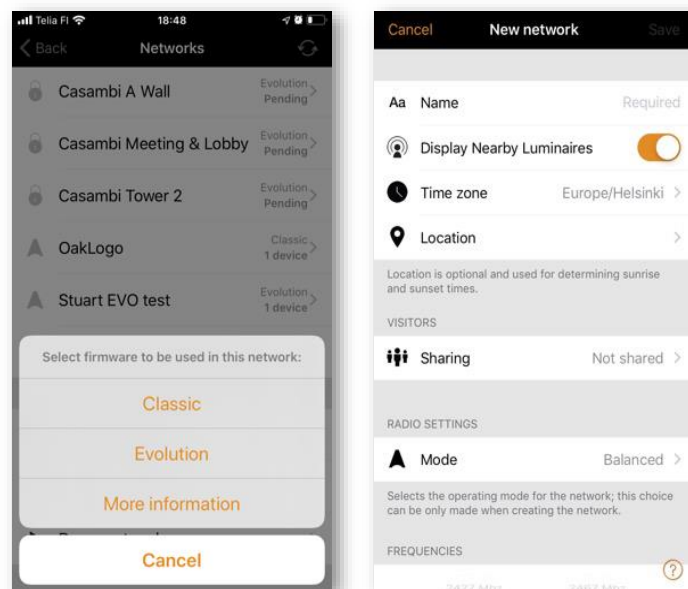 Telia FI 18:48
Back Networks
Casambi A Wall Evolution
Pending
Casambi Meeting & Lobby Evolution
Pending
Casambi Tower 2 Evolution
Pending
OakLogo Classic
1 device
Stuart EVO test Evolution
1 device
Select firmware to be used in this network:
Classic
Evolution
More information
Cancel
Cancel New network Save
Aa Name Required
Display Nearby Luminaires
Time zone Europe/Helsinki
Location
Location is optional and used for determining sunrise
and sunset times.
VISITORS
Sharing Not shared
RADIO SETTINGS
Mode Balanced
Selects the operating mode for the network; this choice
can be only made when creating the network.
FREQUENCIES
?